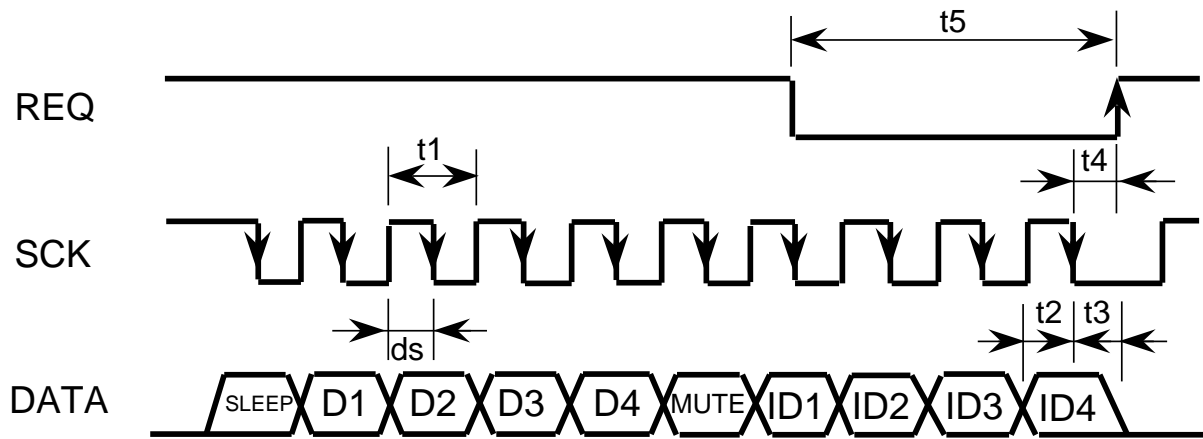 t5
REQ
t1
t4
SCK
t2 t3
ds
DATA SLEEP D1 D2 D3 D4 MUTE ID1 ID2 ID3 ID4